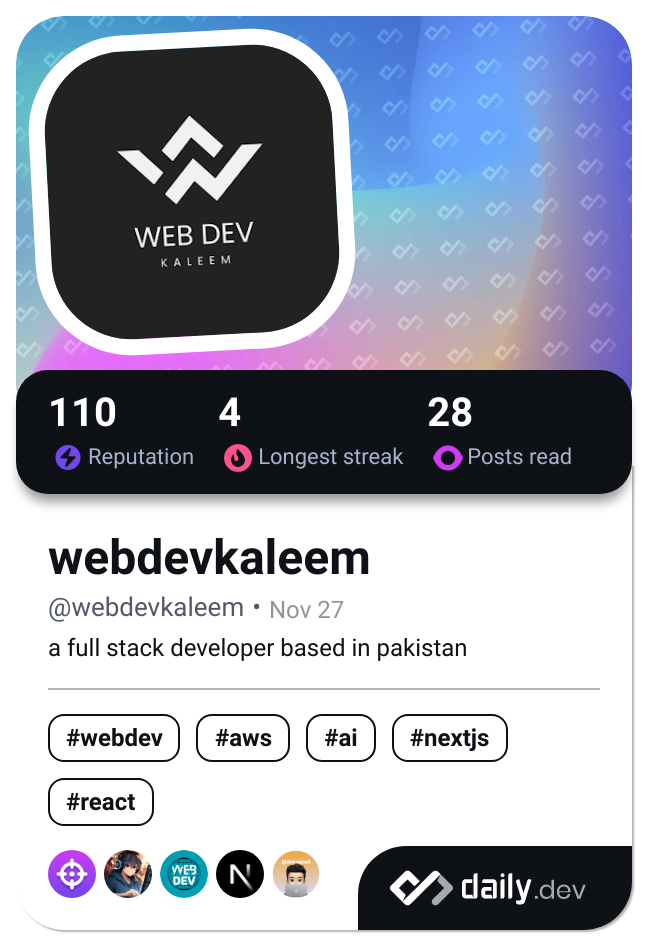 WEB DEV
KALEEM
110 4 28
Reputation Longest streak Posts read
webdevkaleem
@webdevkaleem • Nov 27
a full stack developer based in pakistan
#webdev #aws #ai #nextjs
#react
WEB
DEV
N
daily.dev